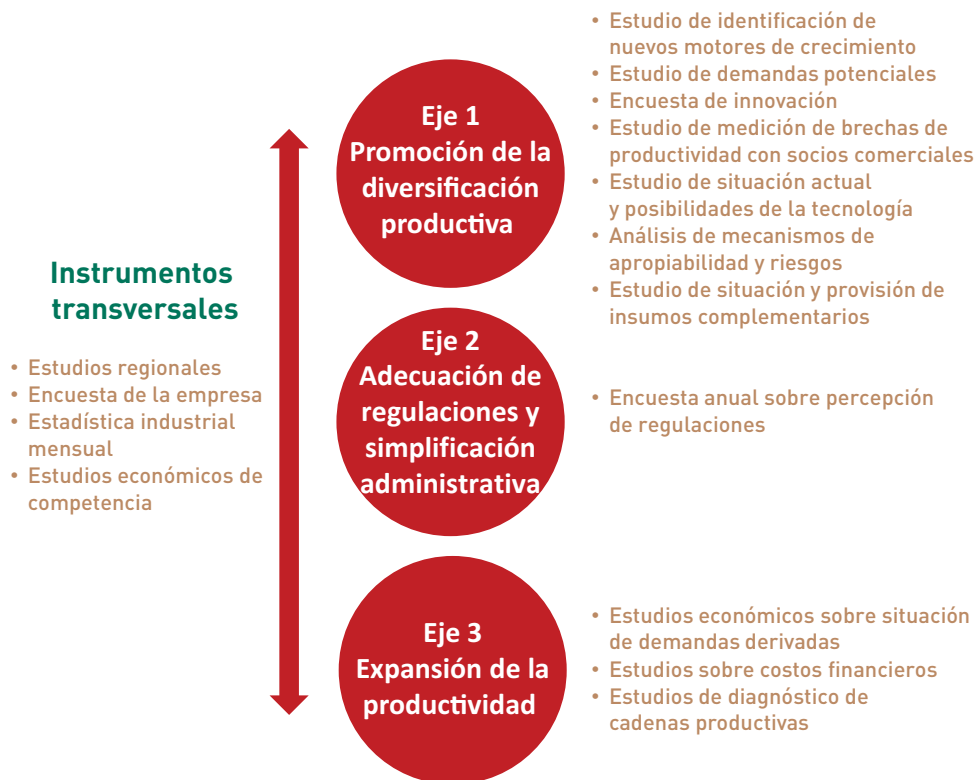 Instrumentos
transversales
• Estudios regionales
• Encuesta de la empresa
• Estadística industrial
mensual
• Estudios económicos de
competencia
Eje 1
Promoción de la
diversificación
productiva
• Estudio de identificación de
nuevos motores de crecimiento
• Estudio de demandas potenciales
• Encuesta de innovación
• Estudio de medición de brechas de
productividad con socios comerciales
• Estudio de situación actual
y posibilidades de la tecnología
• Análisis de mecanismos de
apropiabilidad y riesgos
• Estudio de situación y provisión de
insumos complementarios
Eje 2
Adecuación de
regulaciones y
simplificación
administrativa
• Encuesta anual sobre percepción
de regulaciones
Eje 3
Expansión de la
productividad
• Estudios económicos sobre situación
de demandas derivadas
• Estudios sobre costos financieros
• Estudios de diagnóstico de
cadenas productivas